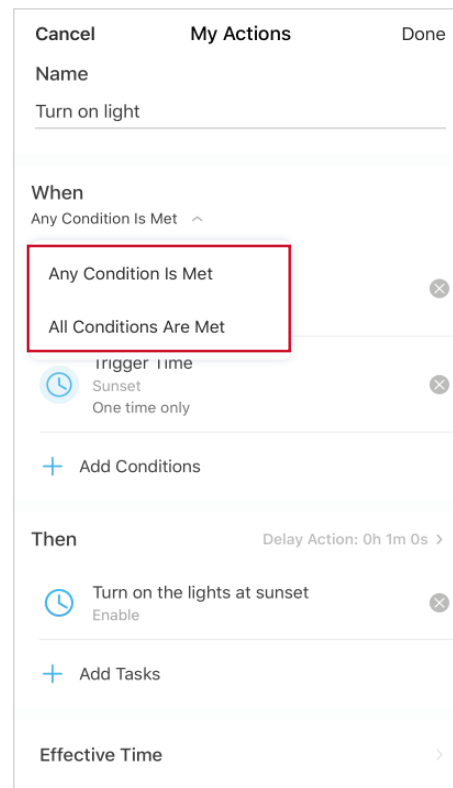 Cancel My Actions Done
Name
Turn on light
When
Any Condition Is Met
Any Condition Is Met
All Conditions Are Met
Trigger Time
Sunset
One time only
Add Conditions
Then Delay Action: 0h 1m 0s
Turn on the lights at sunset
Enable
Add Tasks
Effective Time